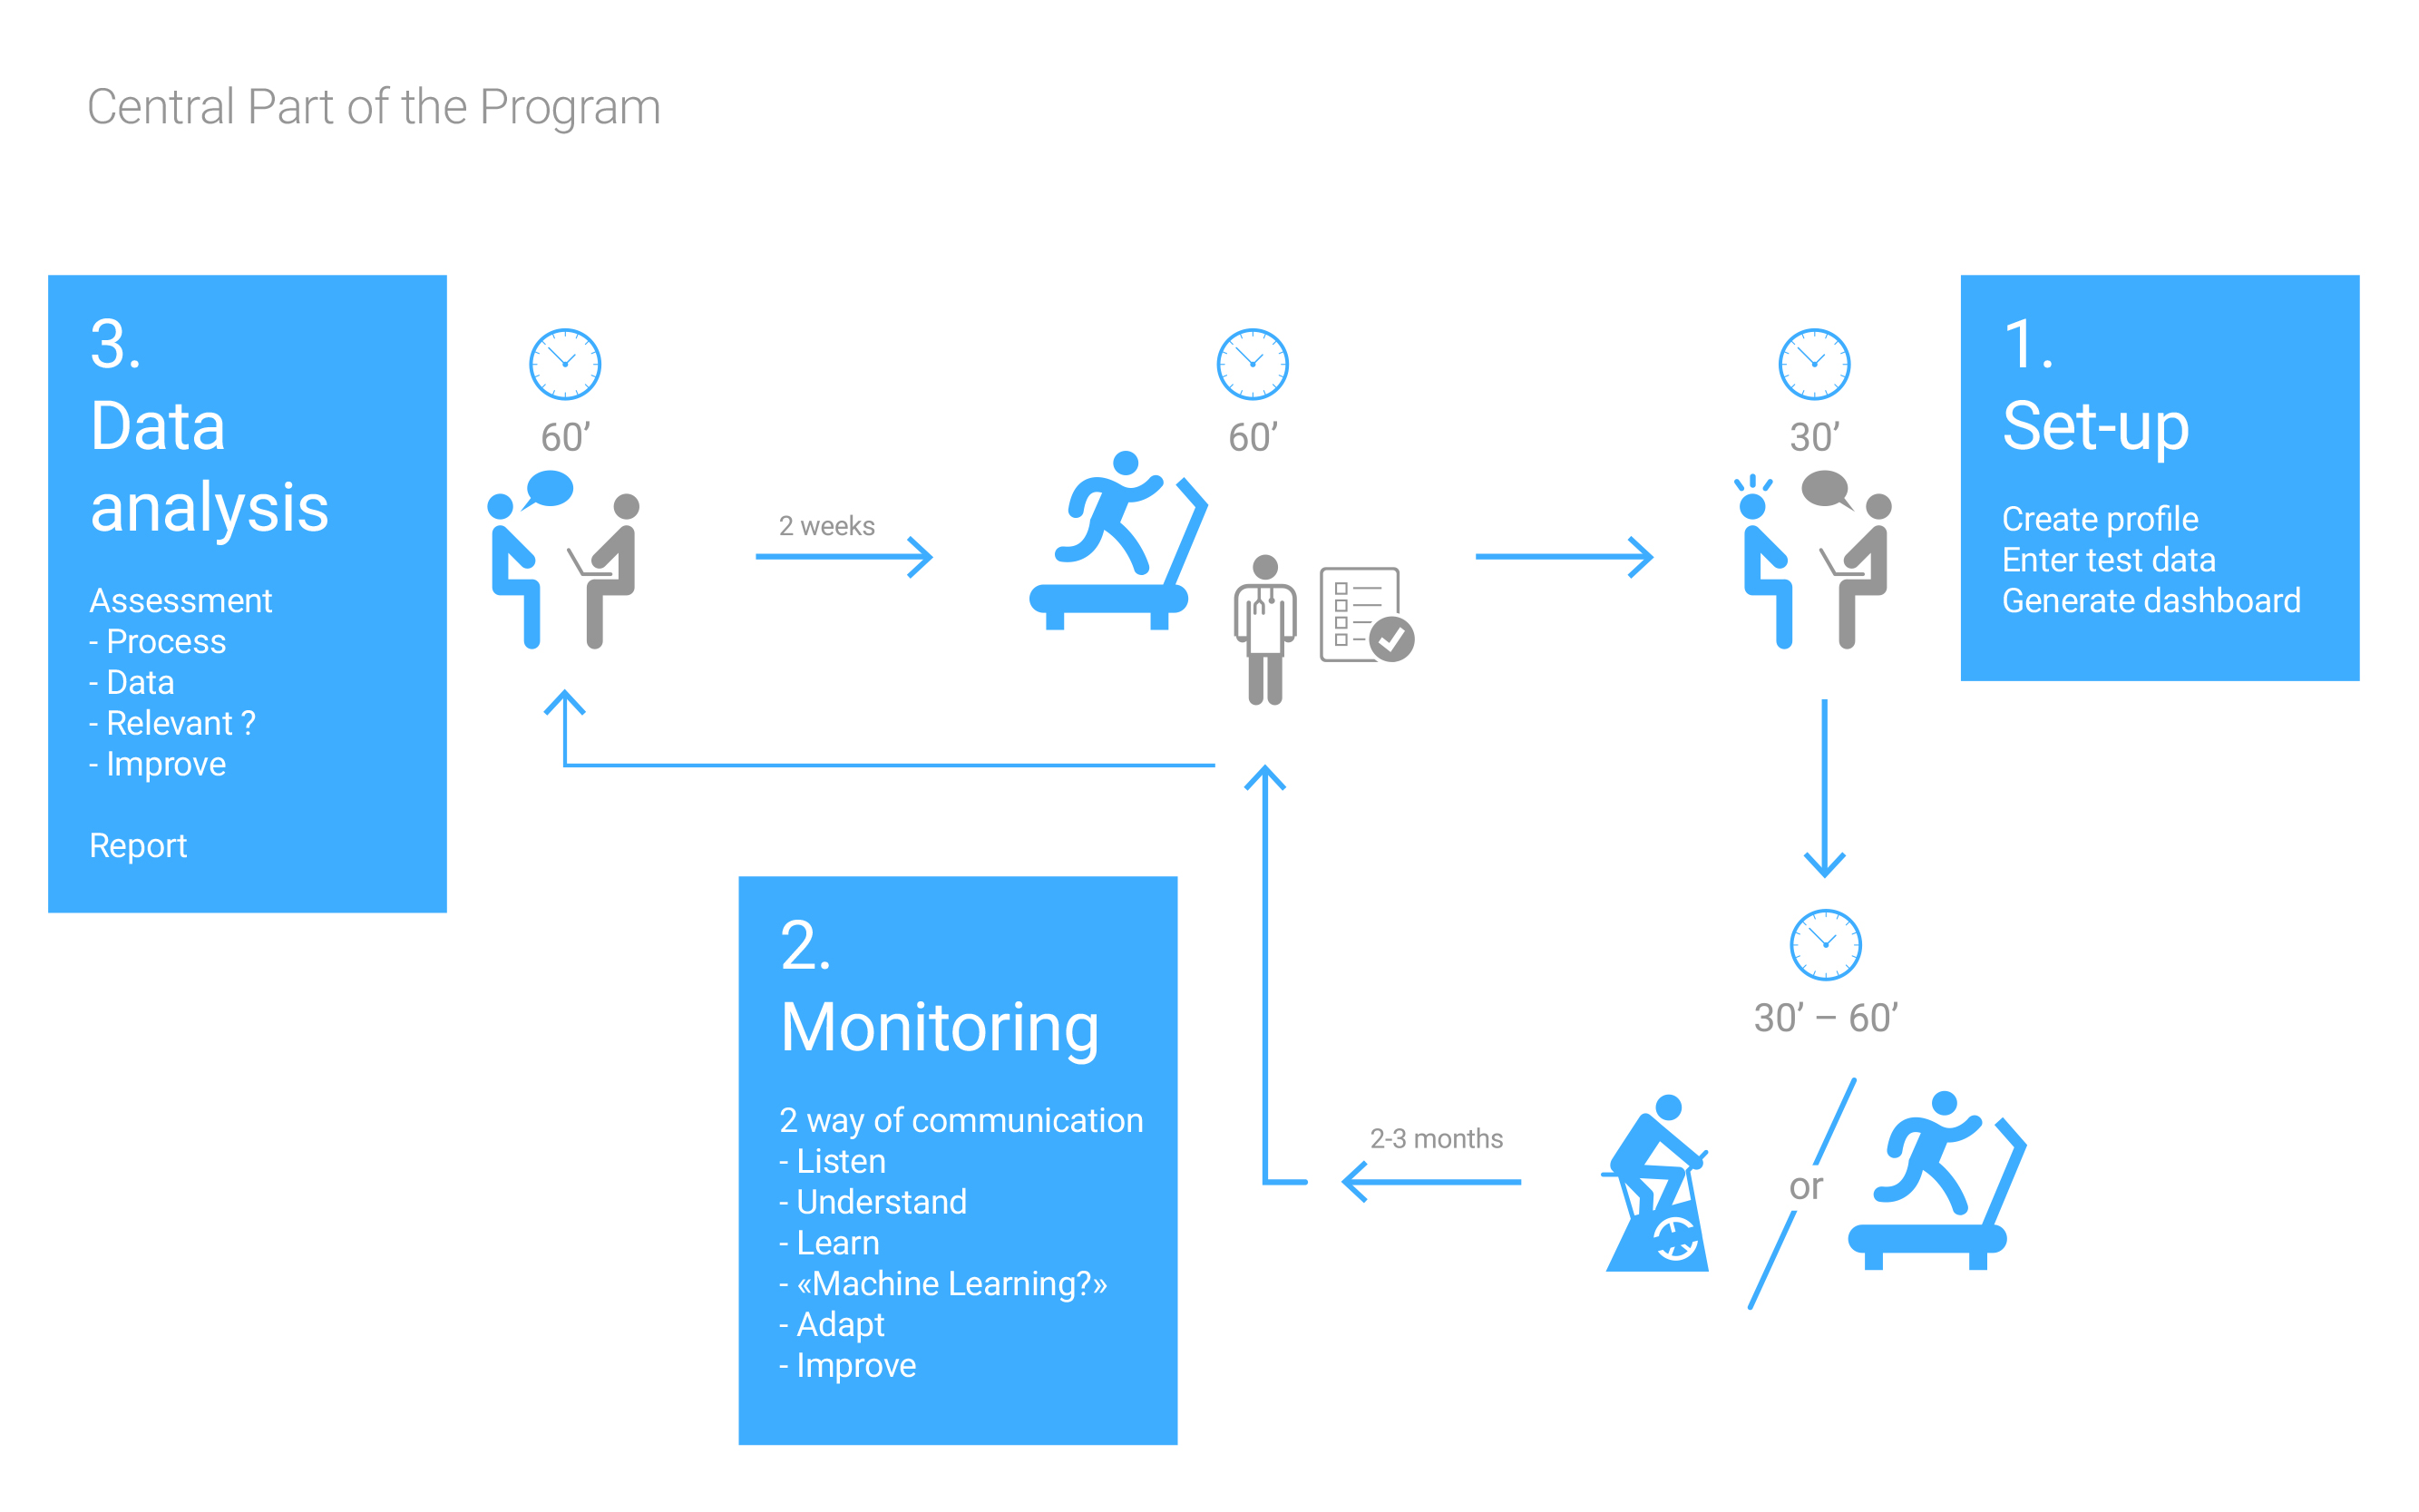 Central Part of the Program
3.
Data
analysis
Assessment
- Process
- Data
- Relevant ?
- Improve
Report
60’
2 weeks
60’
30’
1.
Set-up
Create profile
Enter test data
Generate dashboard
2.
Monitoring
2 way of communication
- Listen
- Understand
- Learn
- «Machine Learning?»
- Adapt
- Improve
2-3 months
30’ – 60’
or